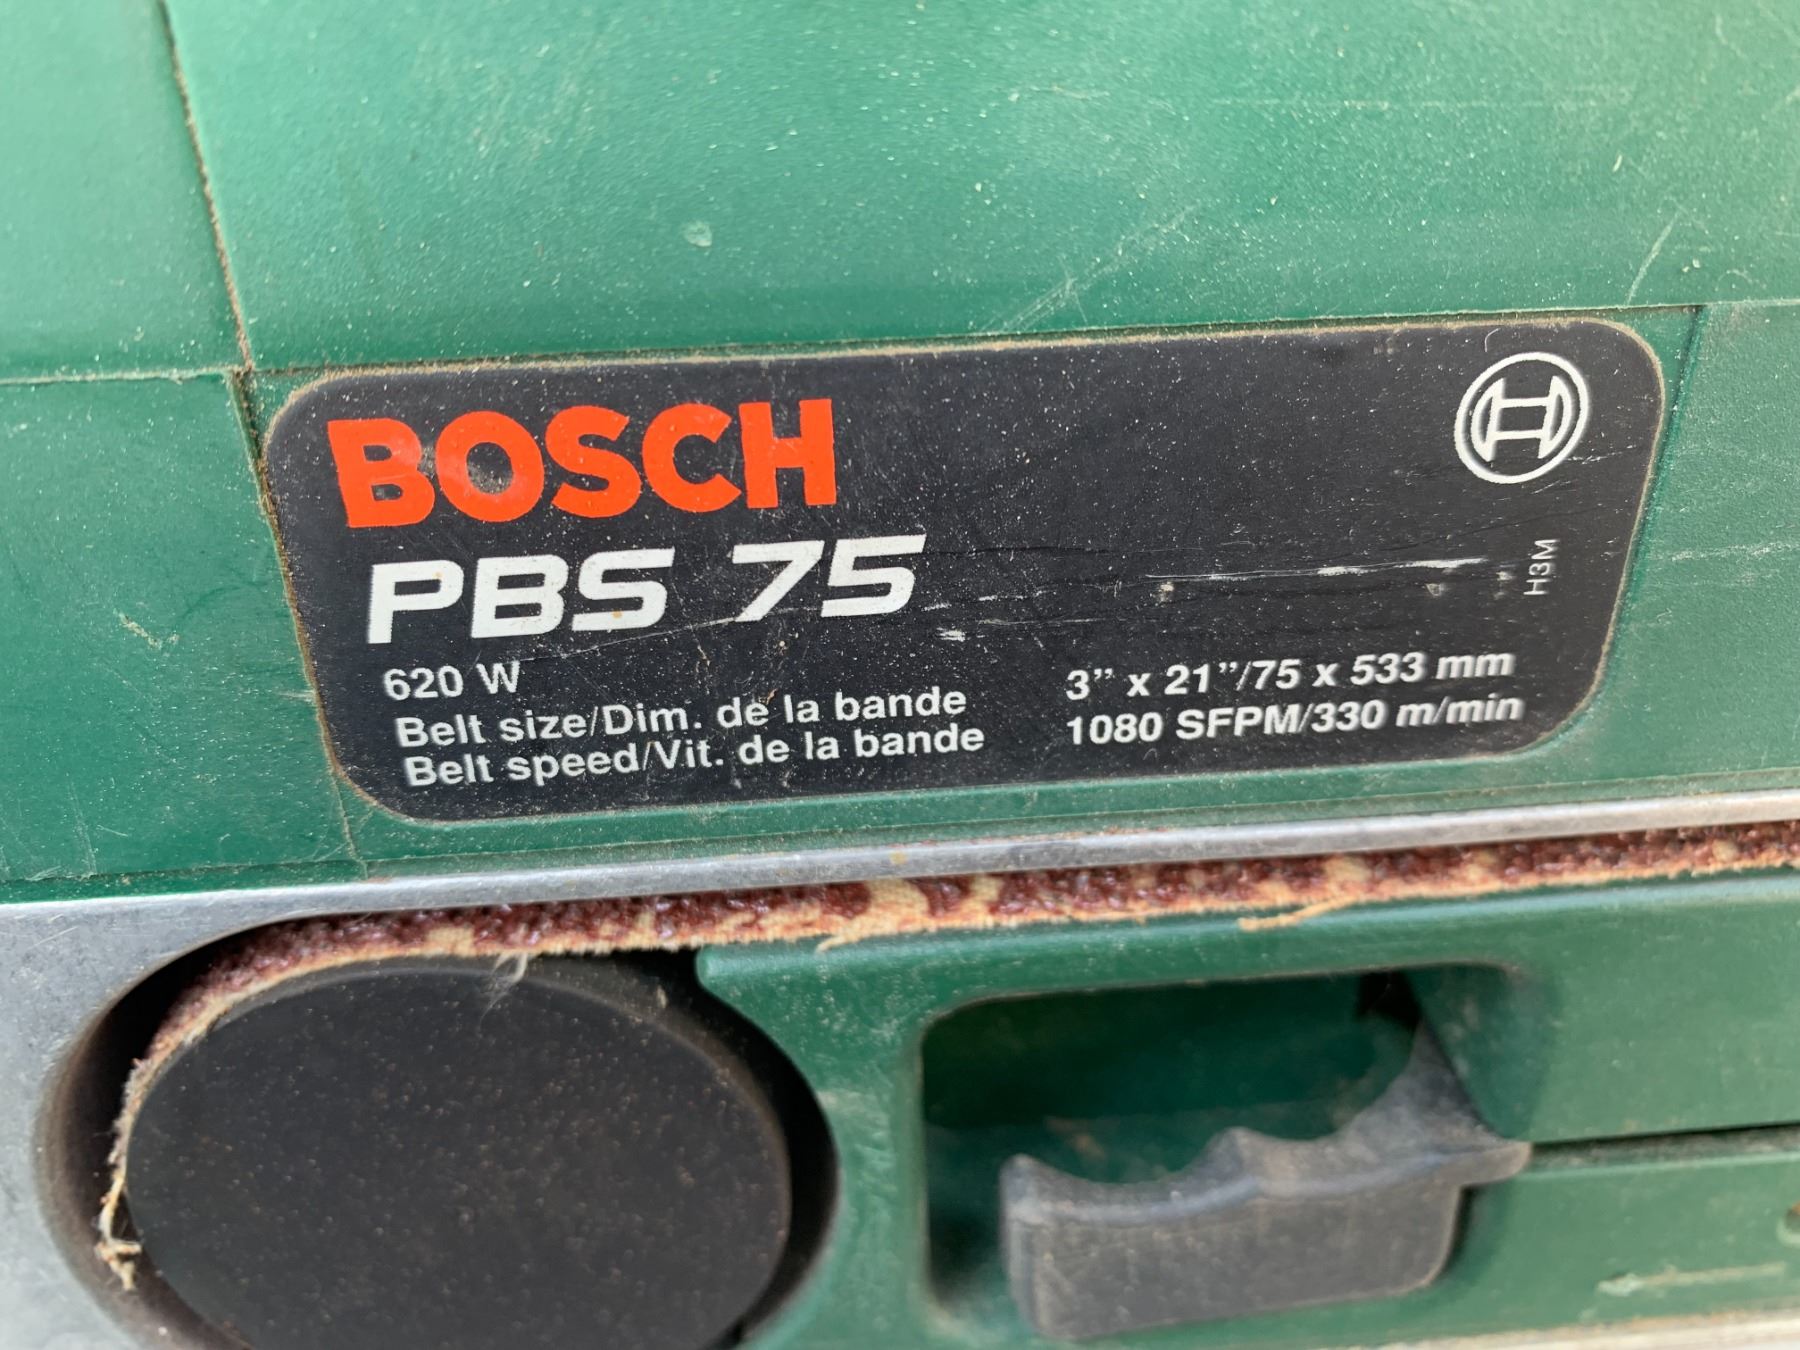 BOSCH
PBS 75
H3M
620 W
Belt size/Dim. de la bande 3” x 21”/75 x 533 mm
Belt speed/Vit. de la bande 1080 SFPM/330 m/min